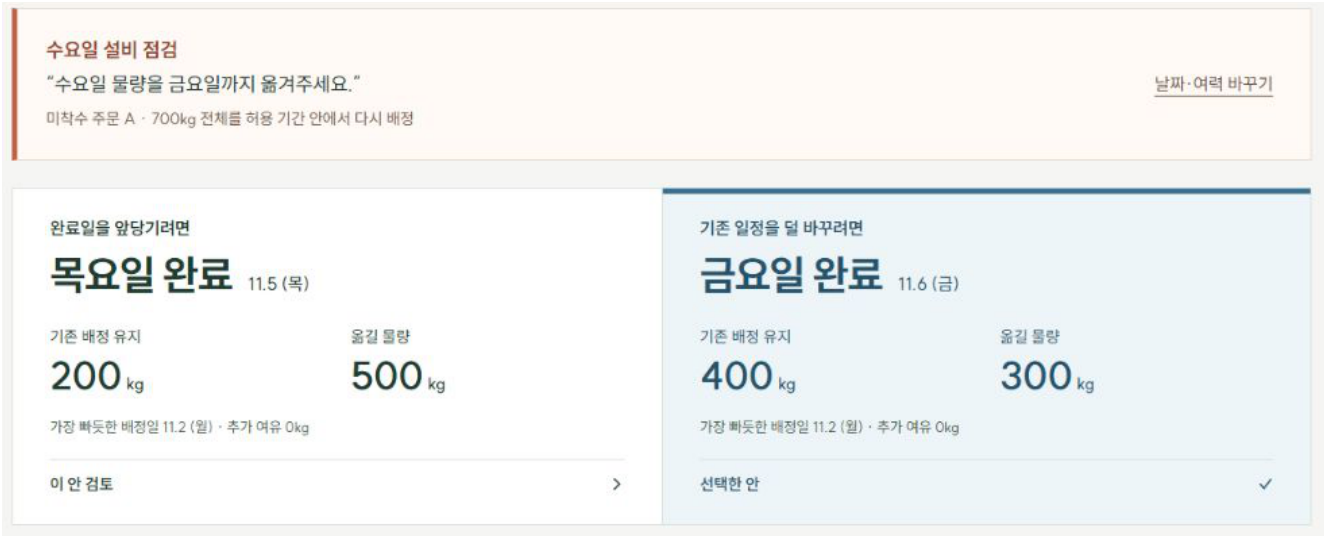 수요일 설비 점검
“수요일 물량을 금요일까지 옮겨주세요.”
날짜·여력 바꾸기
미착수 주문 A · 700kg 전체를 허용 기간 안에서 다시 배정
완료일을 앞당기려면
목요일 완료 11.5 (목)
기존 배정 유지 옮길 물량
200 kg 500 kg
가장 빠듯한 배정일 11.2 (월) · 추가 여유 0kg
이 안 검토
기존 일정을 덜 바꾸려면
금요일 완료 11.6 (금)
기존 배정 유지 옮길 물량
400 kg 300 kg
가장 빠듯한 배정일 11.2 (월) · 추가 여유 0kg
선택한 안